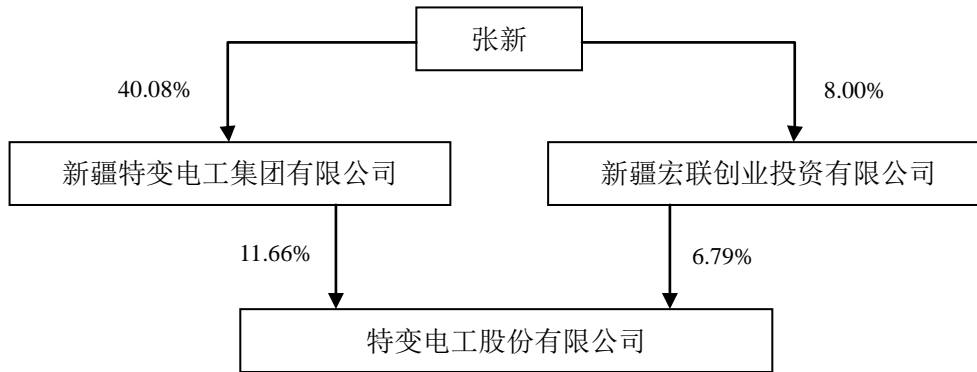 张新
40.08%
8.00%
新疆特变电工集团有限公司
新疆宏联创业投资有限公司
11.66%
6.79%
特变电工股份有限公司